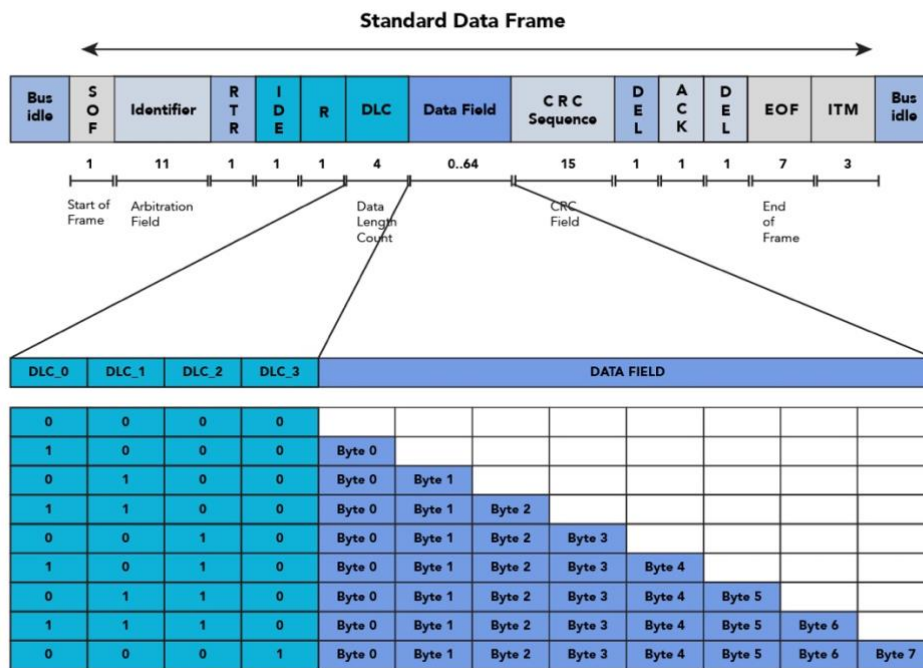 Standard Data Frame
Bus idle SOF Identifier RTR IDE R DLC Data Field CRC Sequence DEL ACK DEL EOF ITM Bus idle
1 11 1 1 1 4 0..64 15 1 1 1 7 3
Start of Frame Arbitration Field Data Length Count CRC Field End of Frame
DLC_0 DLC_1 DLC_2 DLC_3 DATA FIELD
0 0 0 0
1 0 0 0 Byte 0
0 1 0 0 Byte 0 Byte 1
1 1 0 0 Byte 0 Byte 1 Byte 2
0 0 1 0 Byte 0 Byte 1 Byte 2 Byte 3
1 0 1 0 Byte 0 Byte 1 Byte 2 Byte 3 Byte 4
0 1 1 0 Byte 0 Byte 1 Byte 2 Byte 3 Byte 4 Byte 5
1 1 1 0 Byte 0 Byte 1 Byte 2 Byte 3 Byte 4 Byte 5 Byte 6
0 0 0 1 Byte 0 Byte 1 Byte 2 Byte 3 Byte 4 Byte 5 Byte 6 Byte 7